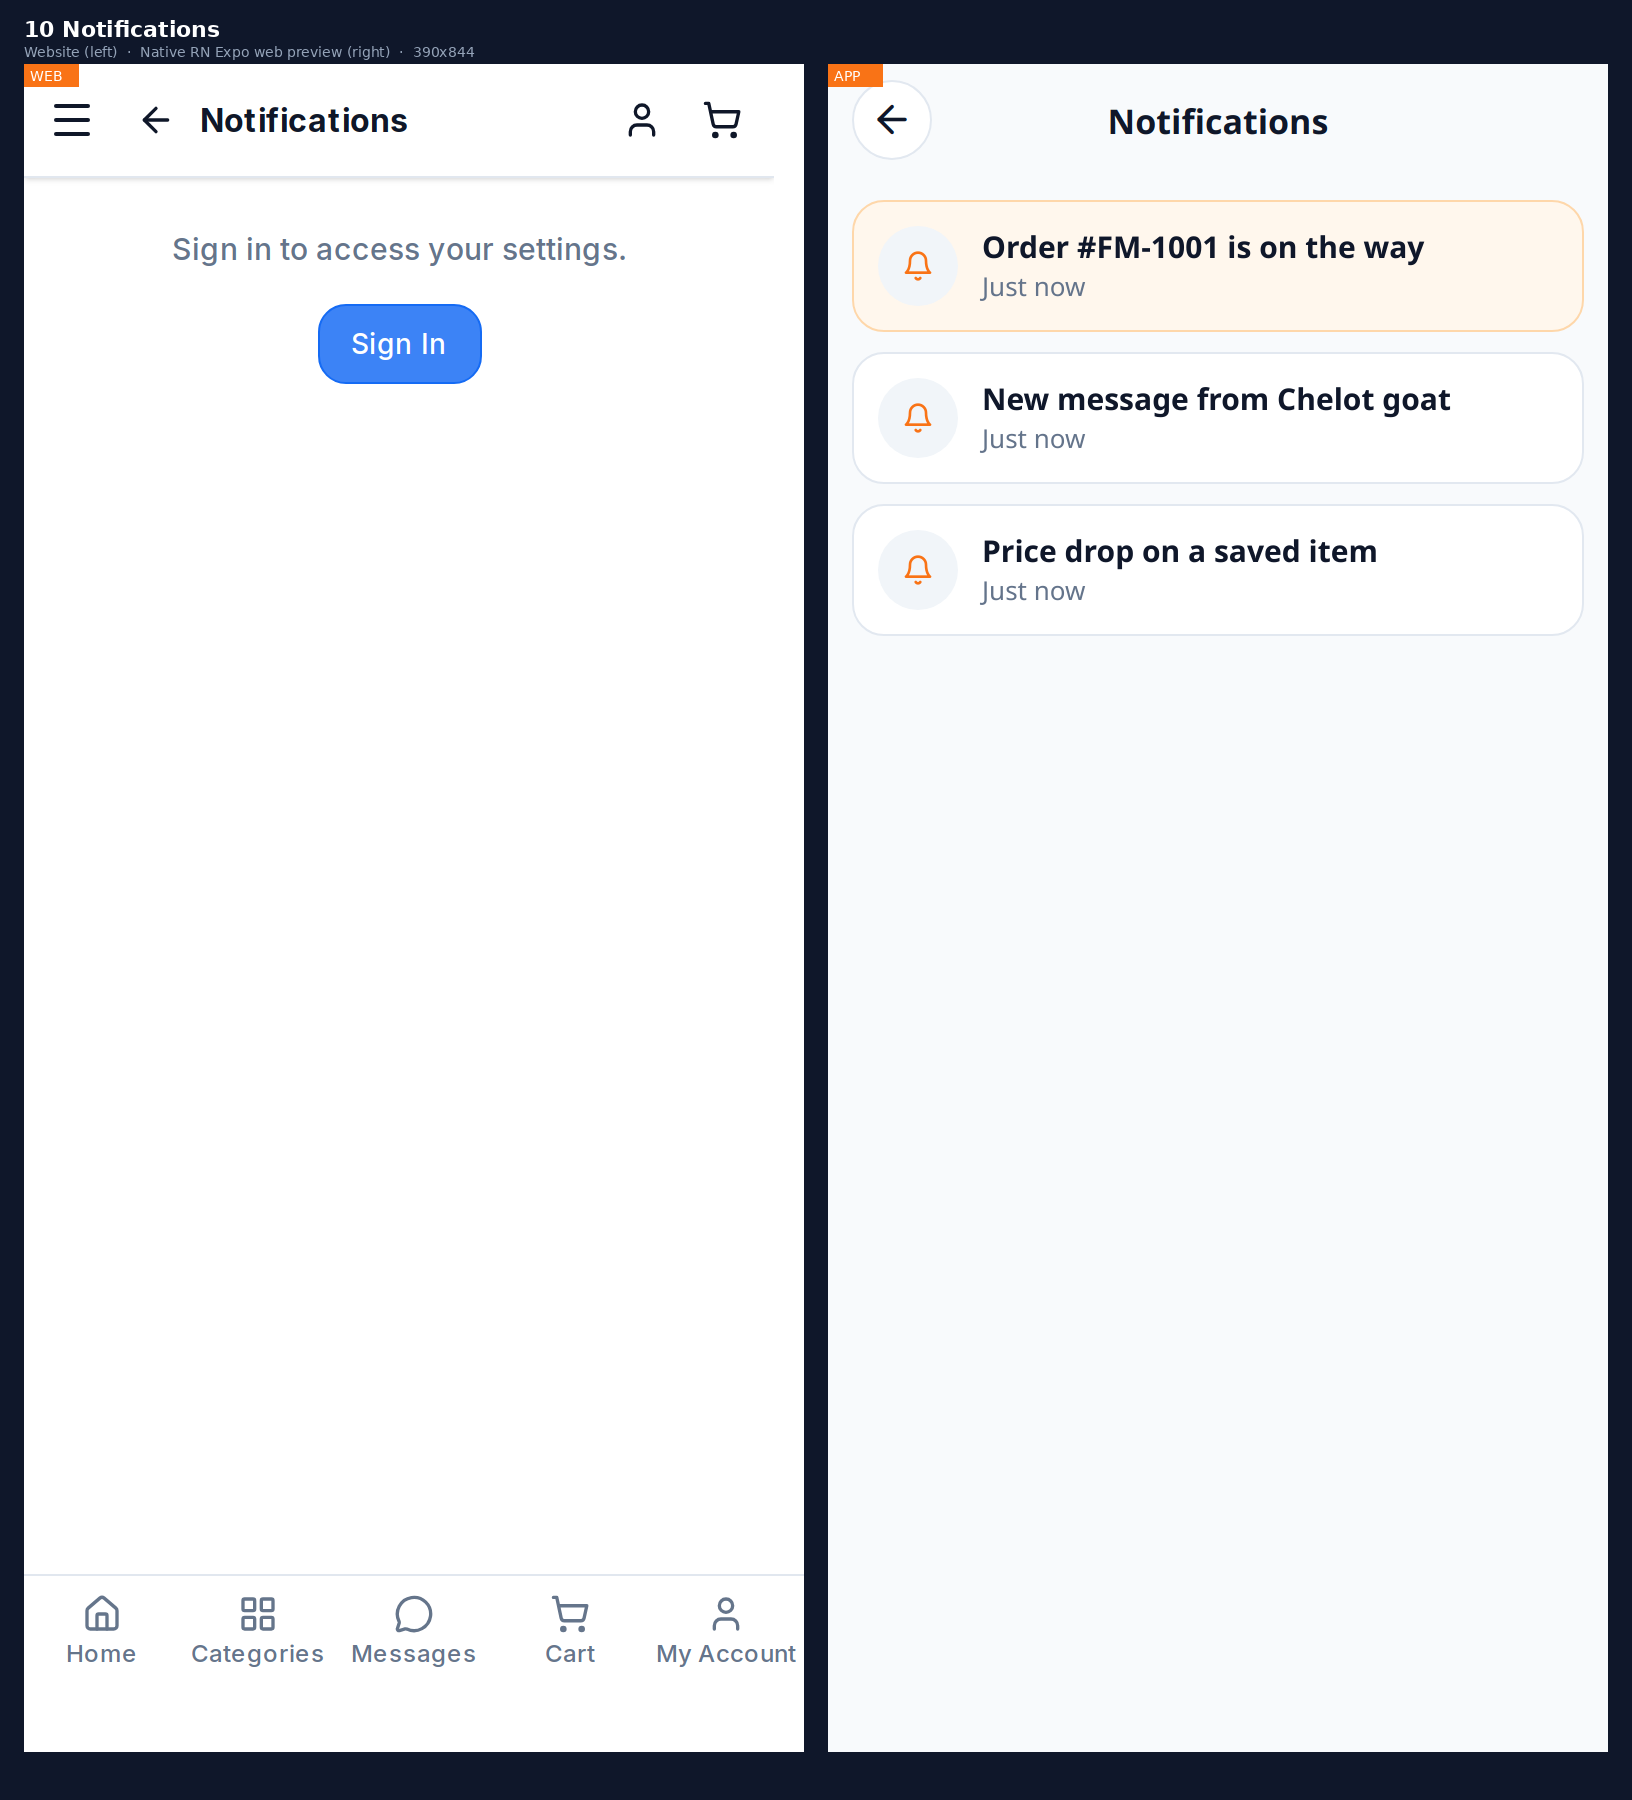 10 Notifications
Website (left) · Native RN Expo web preview (right) · 390x844
WEB
Notifications
Sign in to access your settings.
Sign In
Home
Categories
Messages
Cart
My Account
APP
Notifications
Order #FM-1001 is on the way
Just now
New message from Chelot goat
Just now
Price drop on a saved item
Just now